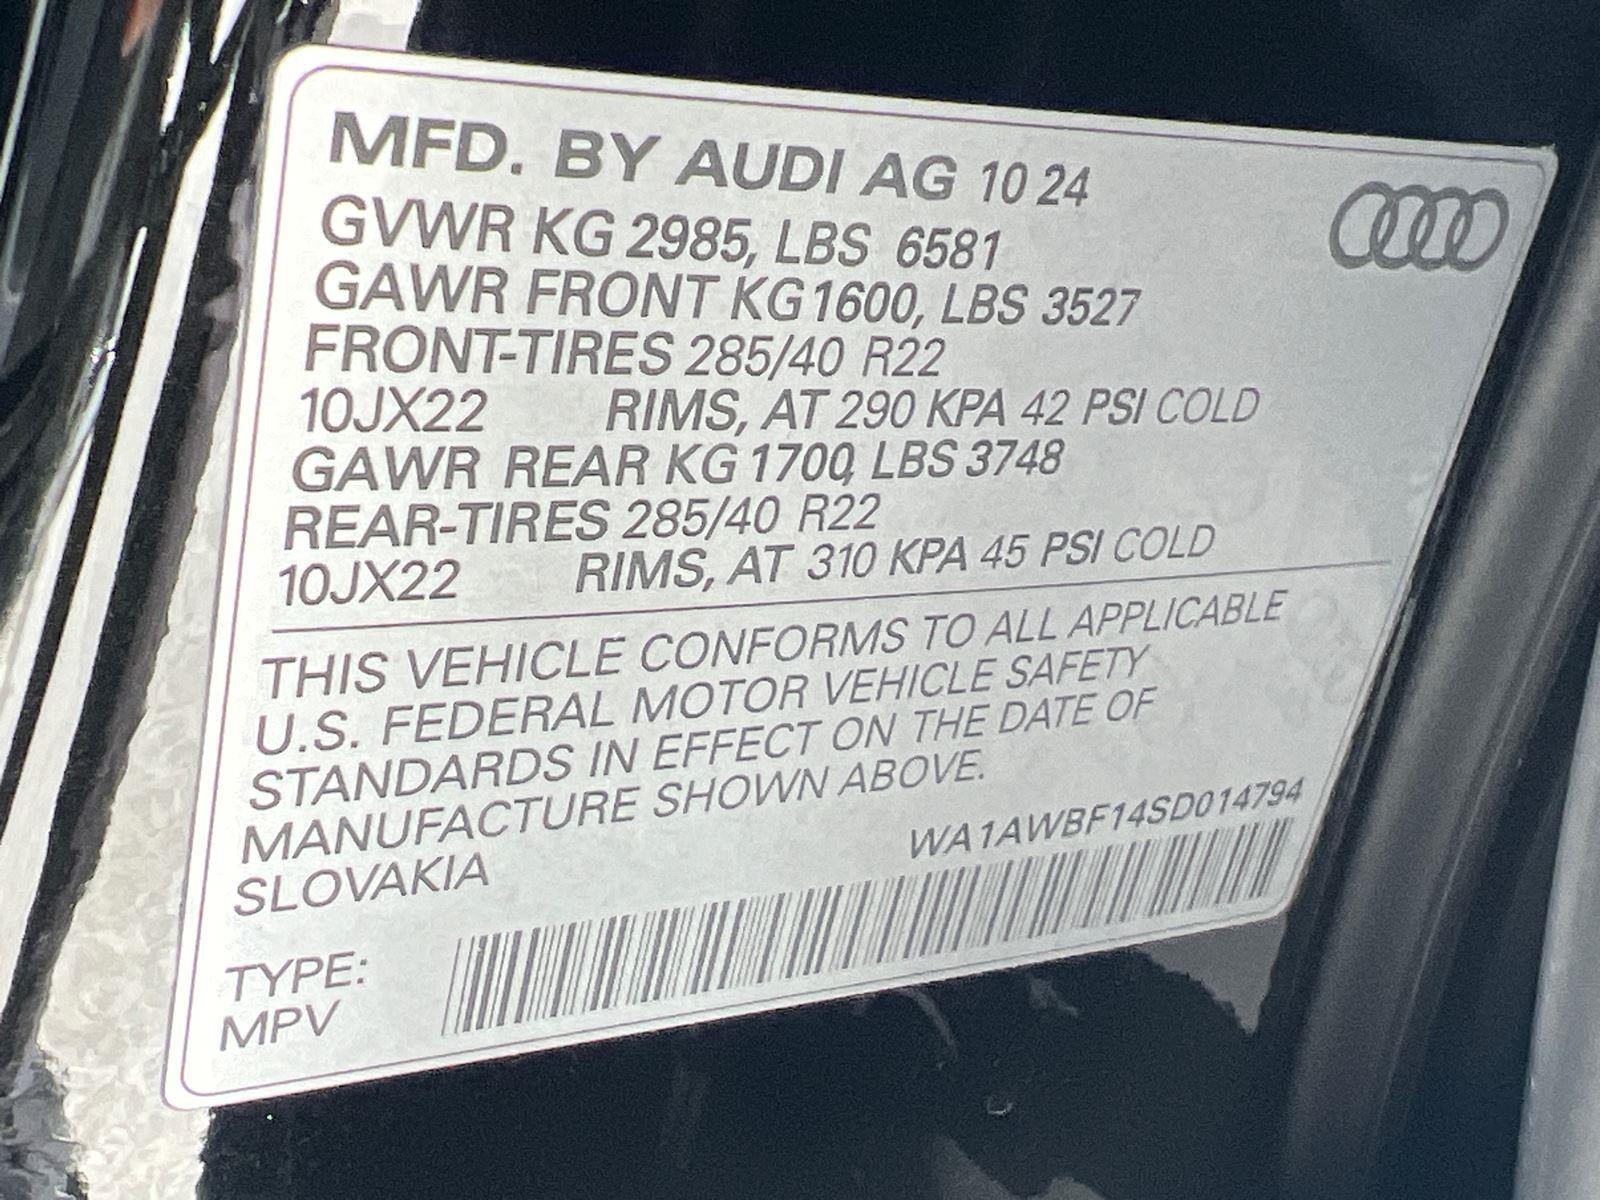 MFD. BY AUDI AG 10 24
GVWR KG 2985, LBS 6581
GAWR FRONT KG 1600, LBS 3527
FRONT-TIRES 285/40 R22
10JX22 RIMS, AT 290 KPA 42 PSI COLD
GAWR REAR KG 1700, LBS 3748
REAR-TIRES 285/40 R22
10JX22 RIMS, AT 310 KPA 45 PSI COLD
THIS VEHICLE CONFORMS TO ALL APPLICABLE
U.S. FEDERAL MOTOR VEHICLE SAFETY
STANDARDS IN EFFECT ON THE DATE OF
MANUFACTURE SHOWN ABOVE.
SLOVAKIA WA1AWBF14SD014794
TYPE:
MPV